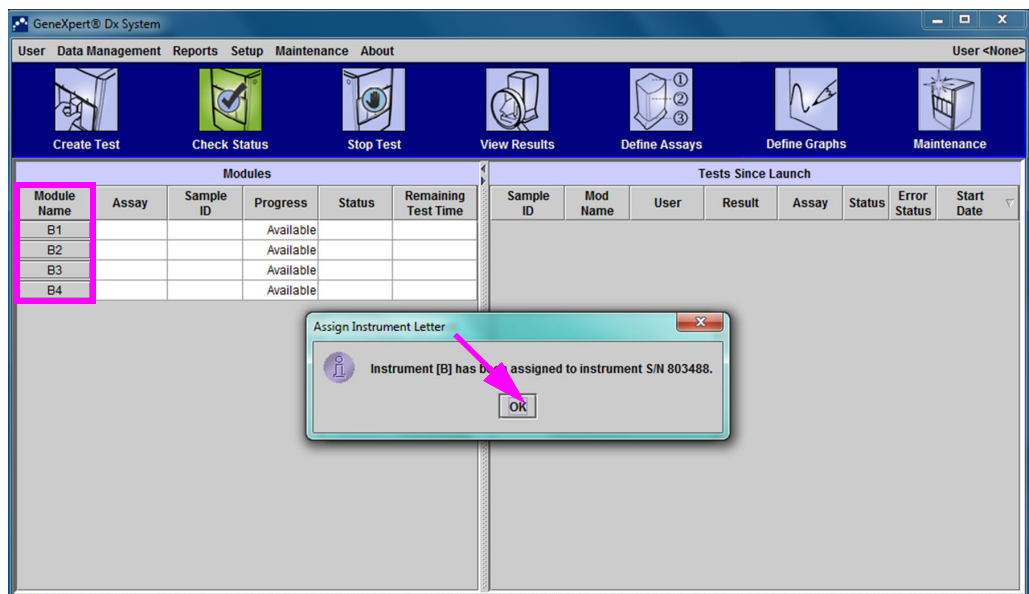 GeneXpert® Dx System
User Data Management Reports Setup Maintenance About User <None>
① ② ③
Create Test Check Status Stop Test View Results Define Assays Define Graphs Maintenance
Modules
Module Name Assay Sample ID Progress Status Remaining Test Time
B1 Available
B2 Available
B3 Available
B4 Available
Tests Since Launch
Sample ID Mod Name User Result Assay Status Error Status Start Date
Assign Instrument Letter
Instrument [B] has assigned to instrument S/N 803488.
OK